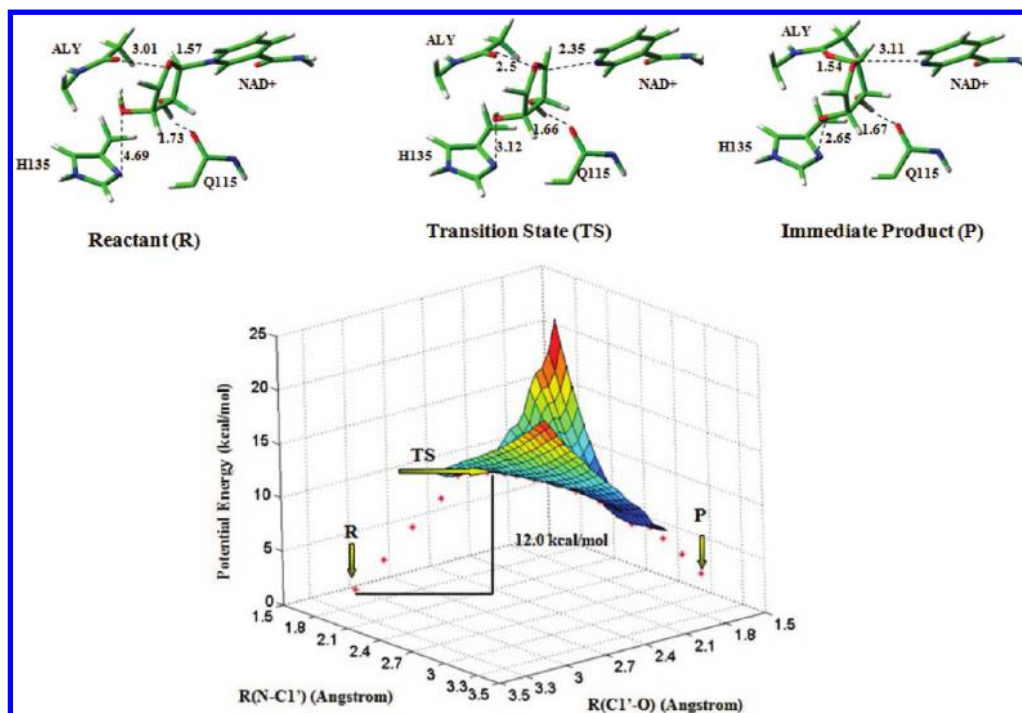 ALY 3.01 1.57 NAD+ 1.73 4.69 H135 Q115
ALY 2.5 2.35 NAD+ 1.66 3.12 H135 Q115
ALY 1.54 3.11 NAD+ 1.67 2.65 H135 Q115
Reactant (R) Transition State (TS) Immediate Product (P)
25
20
15
10
5
0
Potential Energy (kcal/mol)
TS
R
P
12.0 kcal/mol
1.5 1.8 2.1 2.4 2.7 3 3.3 3.5
R(N-C1') (Angstrom)
3.5 3.3 3 2.7 2.4 2.1 1.8 1.5
R(C1'-O) (Angstrom)